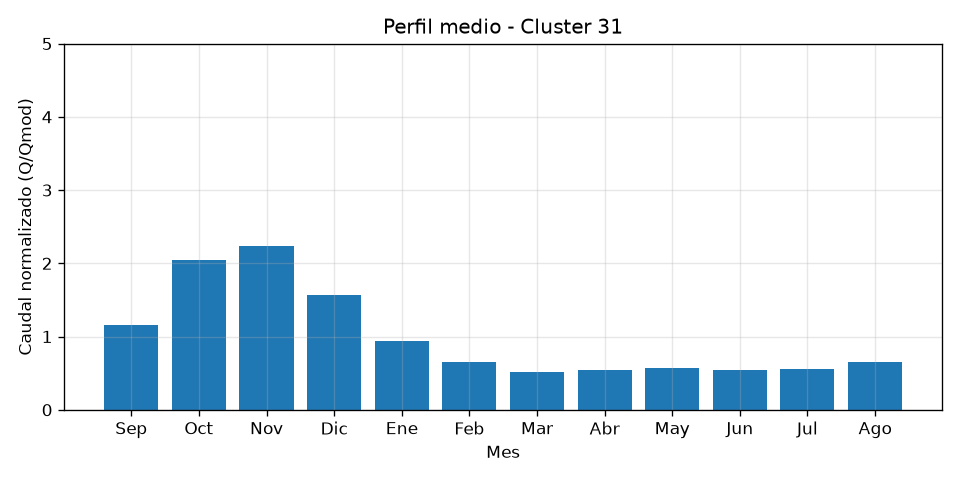 Perfil medio - Cluster 31
Caudal normalizado (Q/Qmod)
5
4
3
2
1
0
Sep Oct Nov Dic Ene Feb Mar Abr May Jun Jul Ago
Mes